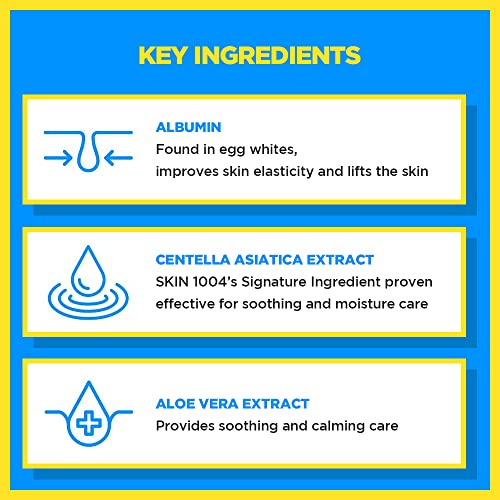 KEY INGREDIENTS
ALBUMIN
Found in egg whites,
improves skin elasticity and lifts the skin
CENTELLA ASIATICA EXTRACT
SKIN 1004's Signature Ingredient proven
effective for soothing and moisture care
ALOE VERA EXTRACT
Provides soothing and calming care